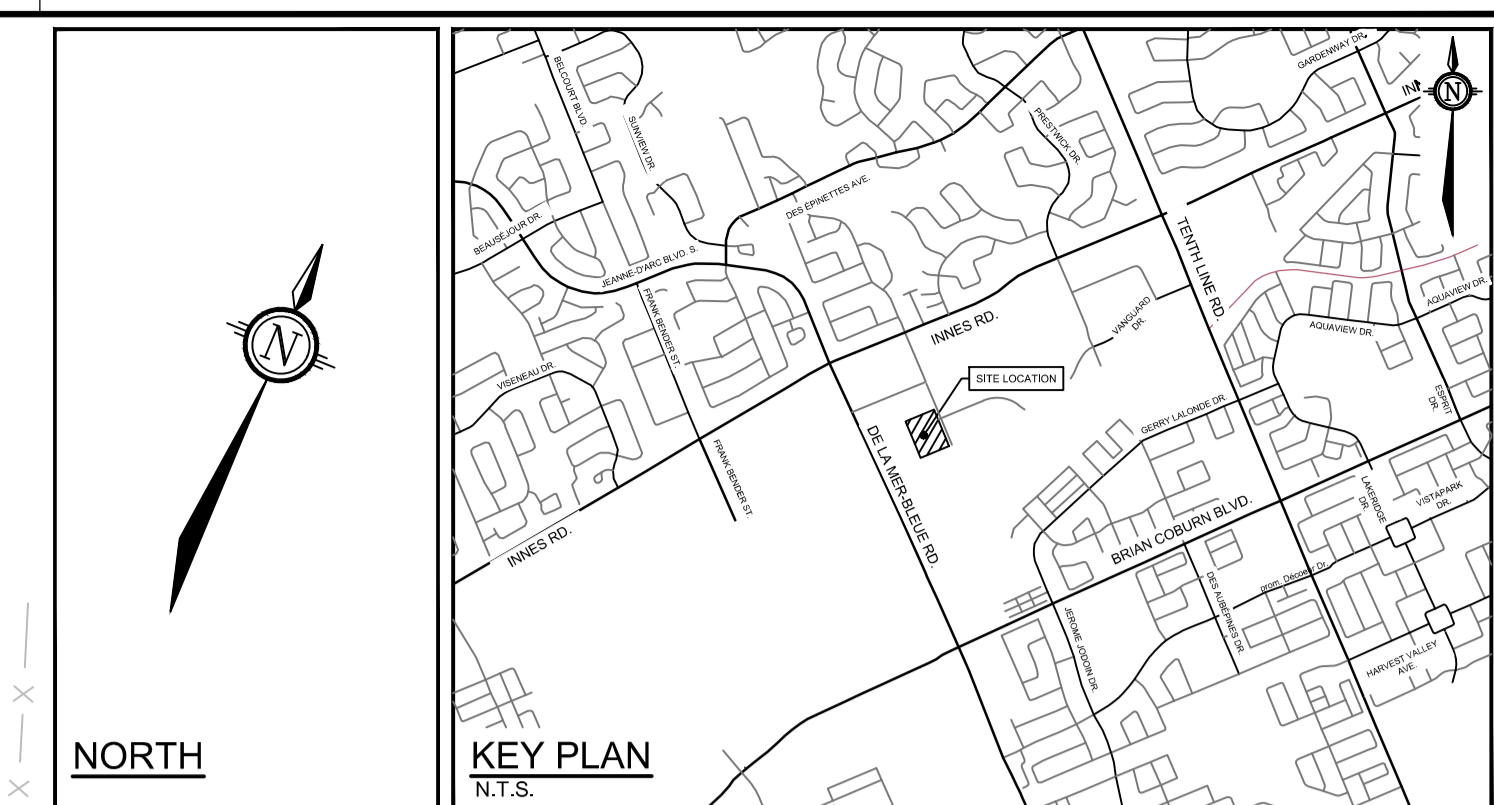 N
NORTH
BELCOURT BLVD.
SUNVIEW DR.
BEAUSÉJOUR DR.
JEANNE-D'ARC BLVD. S.
DES ÉPINETTES AVE.
PRESTWICK DR.
GARDENWAY DR.
N
TENTH LINE RD.
INNES RD.
VANGUARD
DR.
AQUAVIEW DR.
AQUAVIEW DR.
FRANK BENDER ST.
VISENEAU DR.
SITE LOCATION
GERRY LALONDE DR.
ESPRIT
DR.
FRANK BENDER ST.
DE LA MER-BLEUE RD.
INNES RD.
BRIAN COBURN BLVD.
LAKERIDGE
DR.
VISTAPARK
DR.
prom. Décoeur Dr.
DES AUBÉPINES DR.
JEROME JODOIN DR.
HARVEST VALLEY
AVE.
KEY PLAN
N.T.S.
X
X